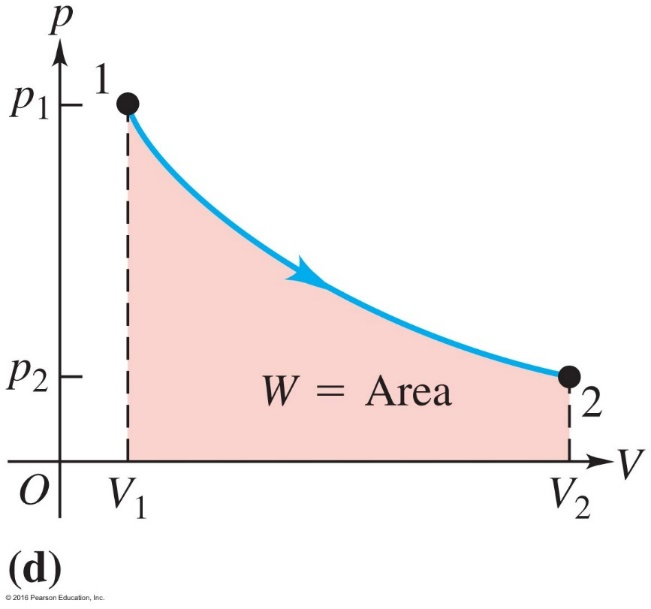 p
1
p₁
p₂
W = Area
2
V
O
V₁
V₂
(d)
© 2016 Pearson Education, Inc.